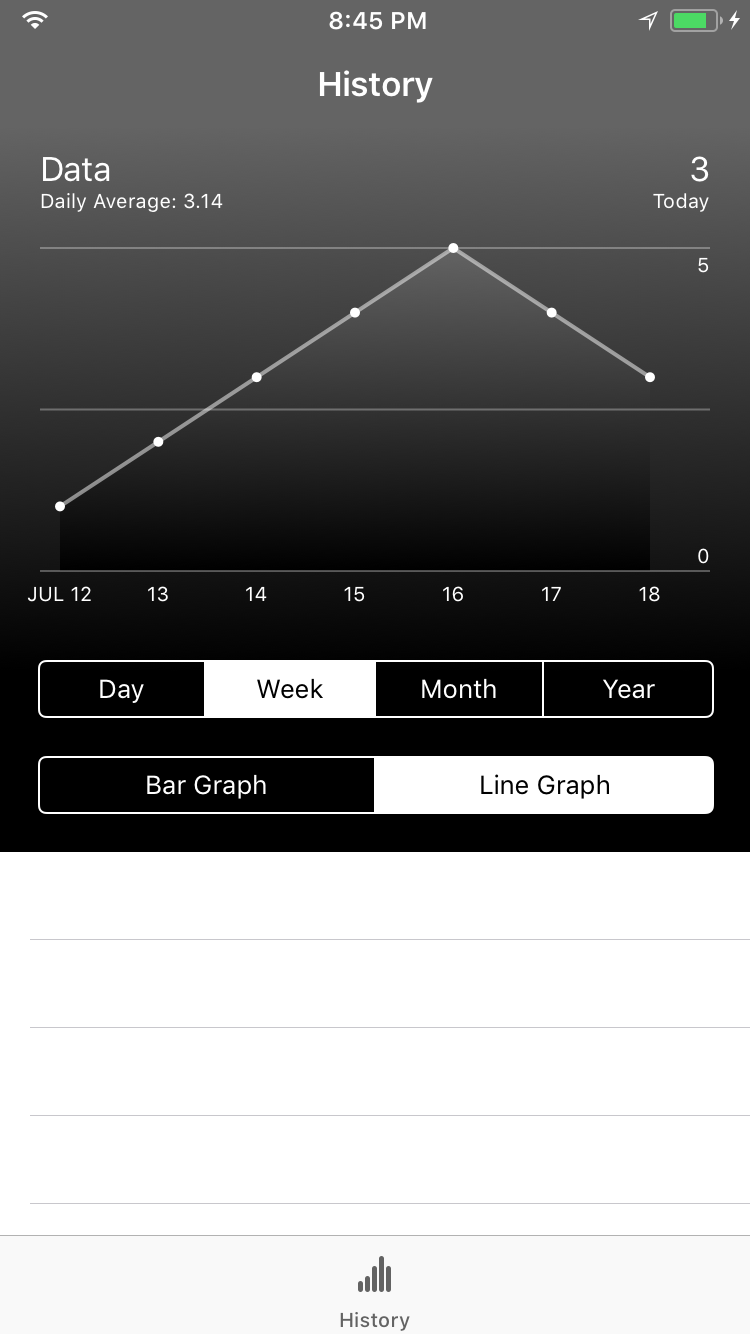 8:45 PM
History
Data 3
Daily Average: 3.14 Today
5
0
JUL 12 13 14 15 16 17 18
Day Week Month Year
Bar Graph Line Graph
History